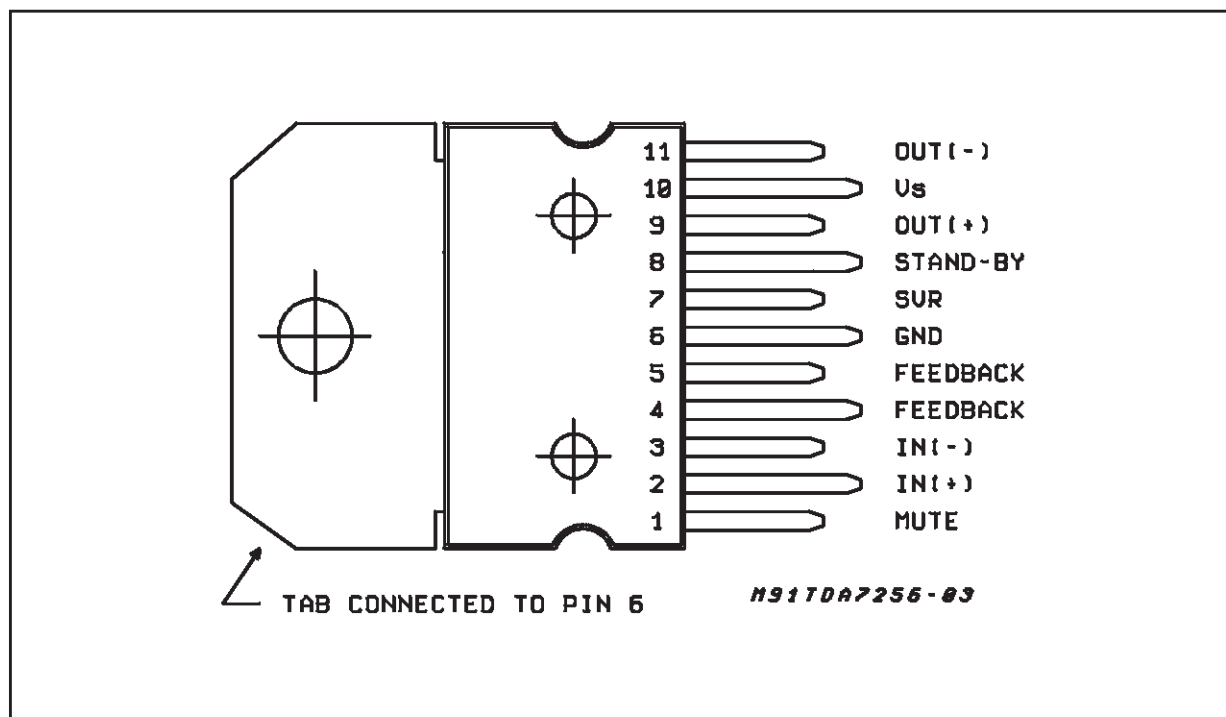 11 OUT(-)
10 Vs
9 OUT(+)
8 STAND-BY
7 SVR
6 GND
5 FEEDBACK
4 FEEDBACK
3 IN(-)
2 IN(+)
1 MUTE
TAB CONNECTED TO PIN 6
M91TDA7256-03